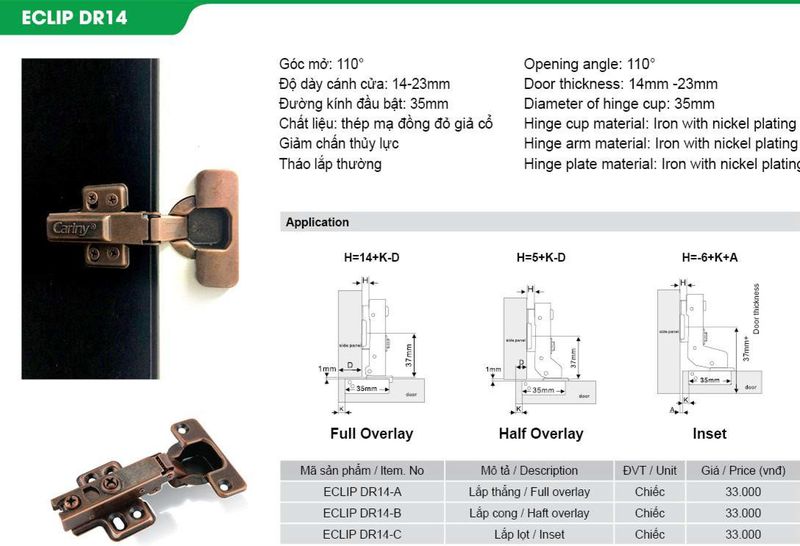 ECLIP DR14
Góc mở: 110°
Độ dày cánh cửa: 14-23mm
Đường kính đầu bật: 35mm
Chất liệu: thép mạ đồng đỏ giả cổ
Giảm chấn thủy lực
Tháo lắp thường
Opening angle: 110°
Door thickness: 14mm -23mm
Diameter of hinge cup: 35mm
Hinge cup material: Iron with nickel plating
Hinge arm material: Iron with nickel plating
Hinge plate material: Iron with nickel plating
Cariny®
Application
H=14+K-D
H
side panel
D
1mm
37mm
35mm
door
K
Full Overlay
H=5+K-D
H
side panel
D
1mm
37mm
35mm
door
K
Half Overlay
H=-6+K+A
H
side panel
Door thickness
37mm+
35mm
K
A
Inset
Mã sản phẩm / Item. No Mô tả / Description ĐVT / Unit Giá / Price (vnđ)
ECLIP DR14-A Lắp thẳng / Full overlay Chiếc 33.000
ECLIP DR14-B Lắp cong / Haft overlay Chiếc 33.000
ECLIP DR14-C Lắp lọt / Inset Chiếc 33.000